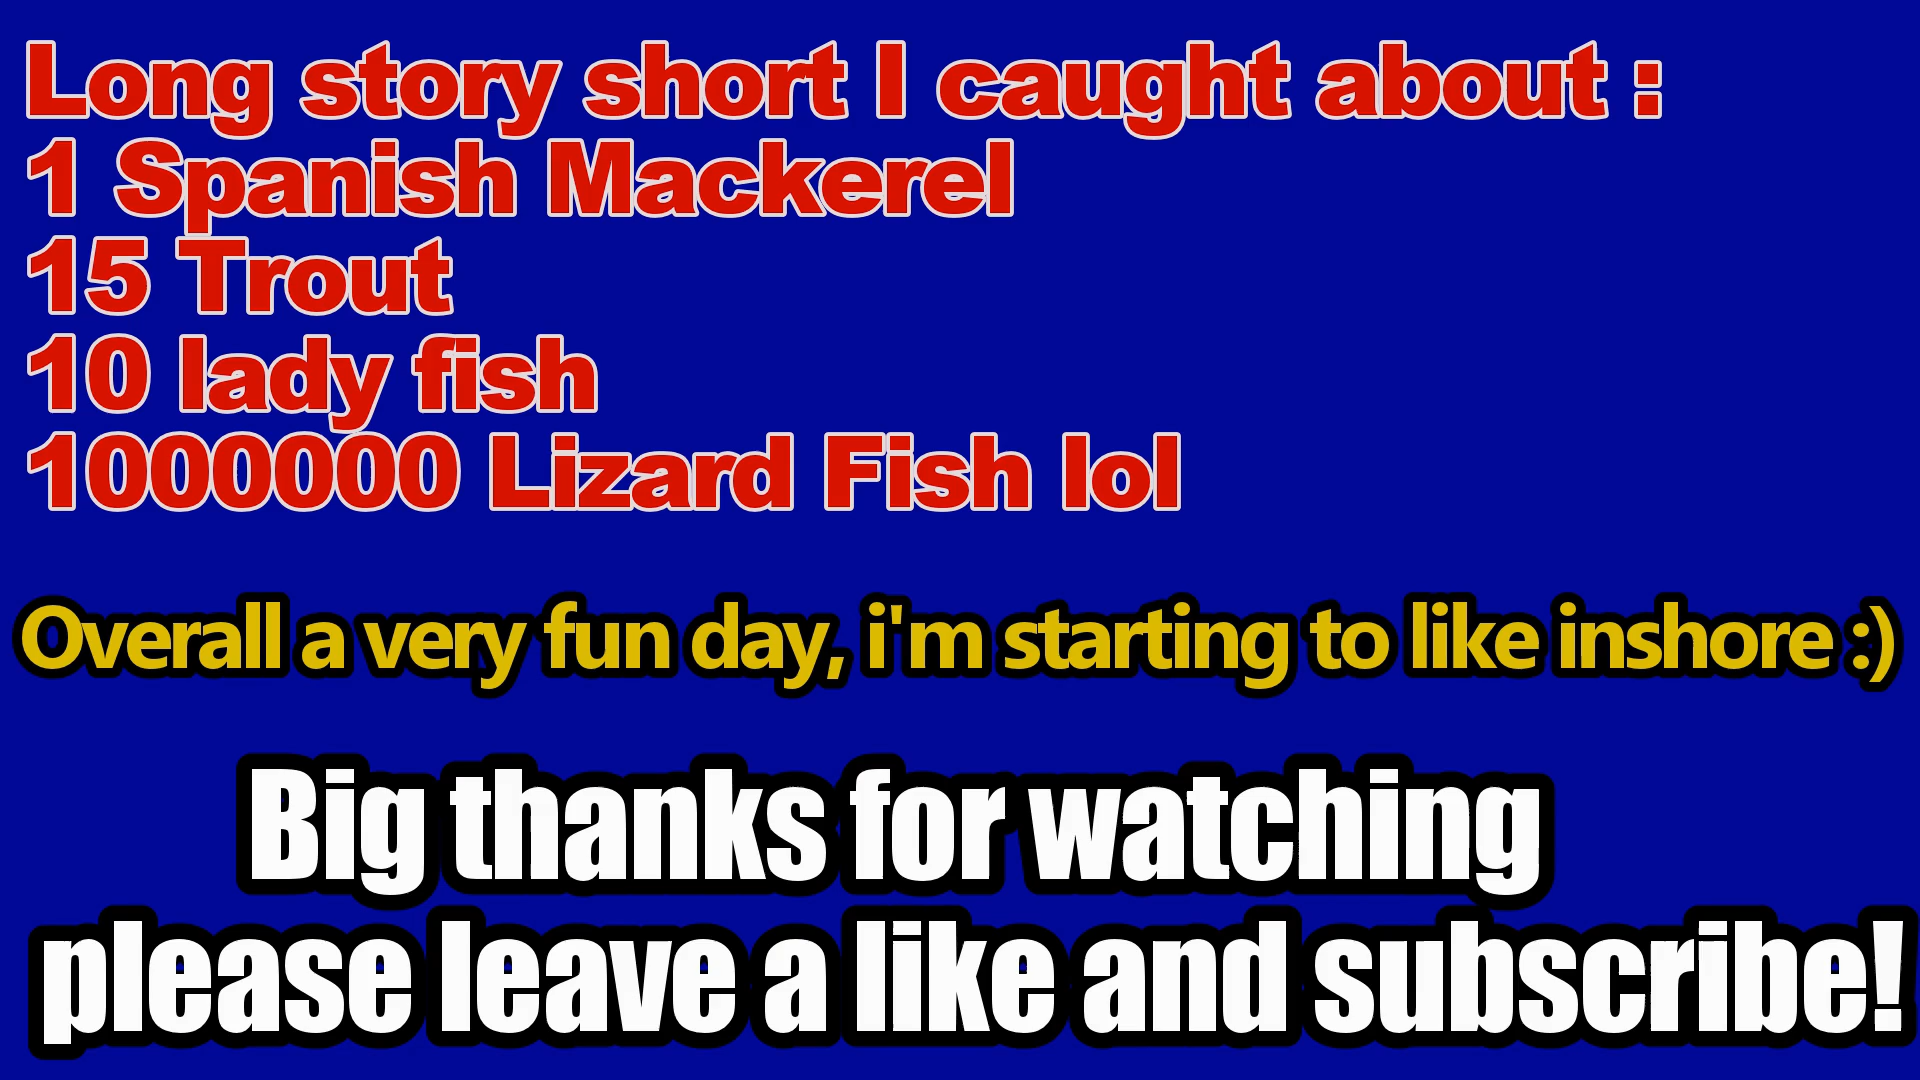 Long story short I caught about :
1 Spanish Mackerel
15 Trout
10 lady fish
1000000 Lizard Fish lol
Overall a very fun day, i'm starting to like inshore :)
Big thanks for watching
please leave a like and subscribe!